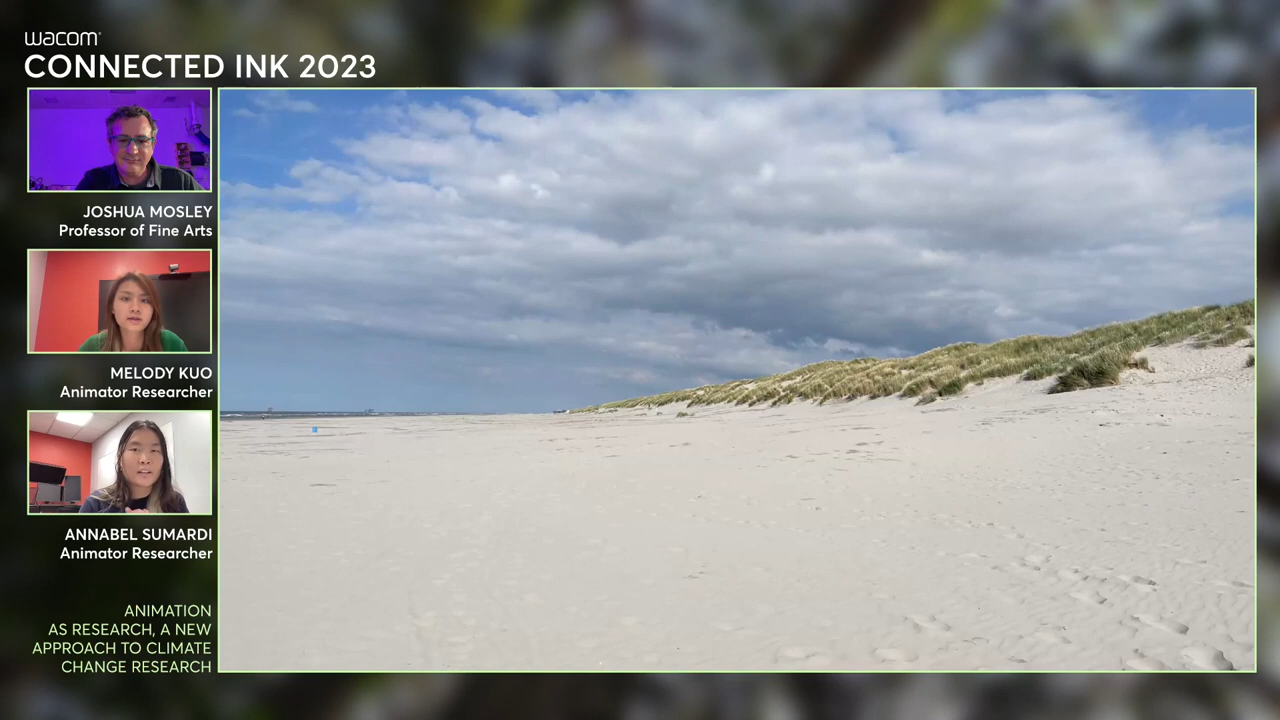 wacom
CONNECTED INK 2023
JOSHUA MOSLEY
Professor of Fine Arts
MELODY KUO
Animator Researcher
ANNABEL SUMARDI
Animator Researcher
ANIMATION
AS RESEARCH, A NEW
APPROACH TO CLIMATE
CHANGE RESEARCH